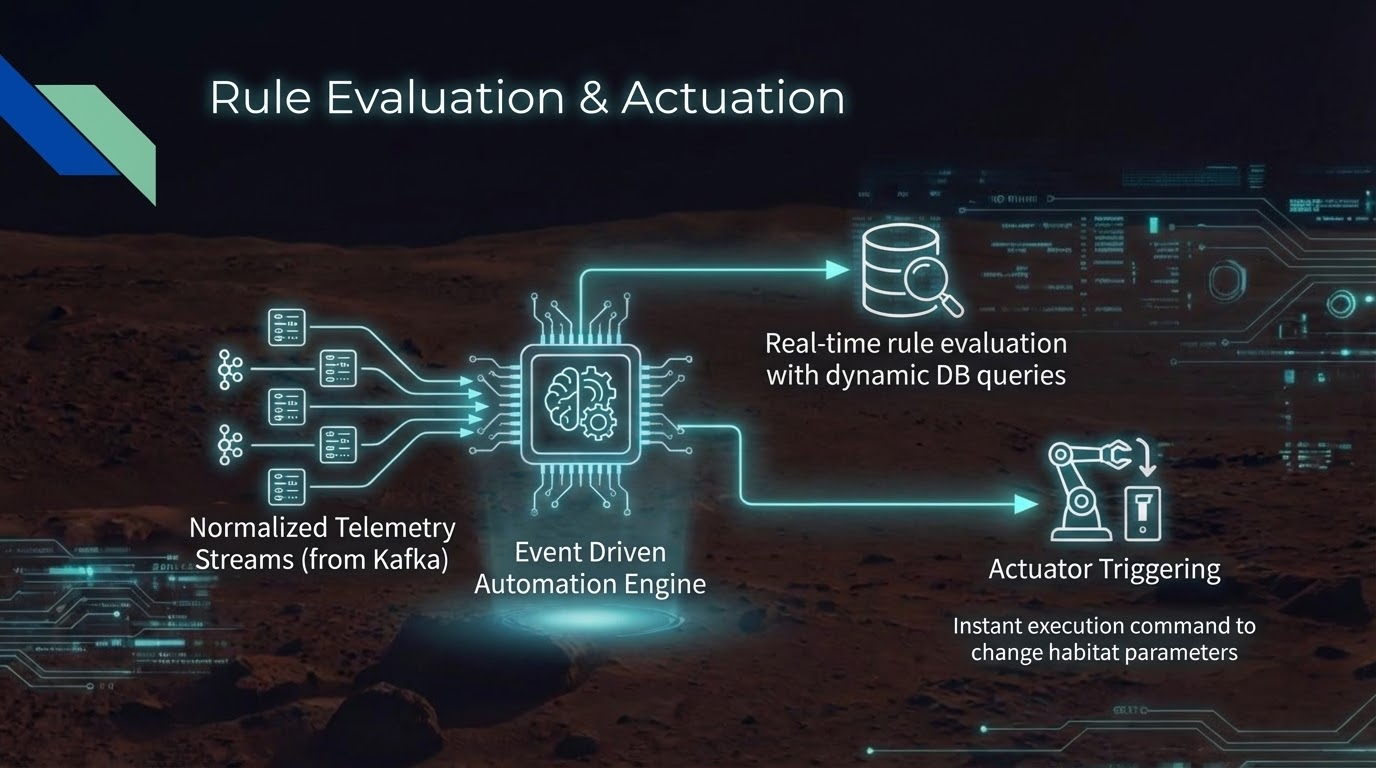 Rule Evaluation & Actuation
Real-time rule evaluation
with dynamic DB queries
Normalized Telemetry
Streams (from Kafka)
Event Driven
Automation Engine
Actuator Triggering
Instant execution command to
change habitat parameters